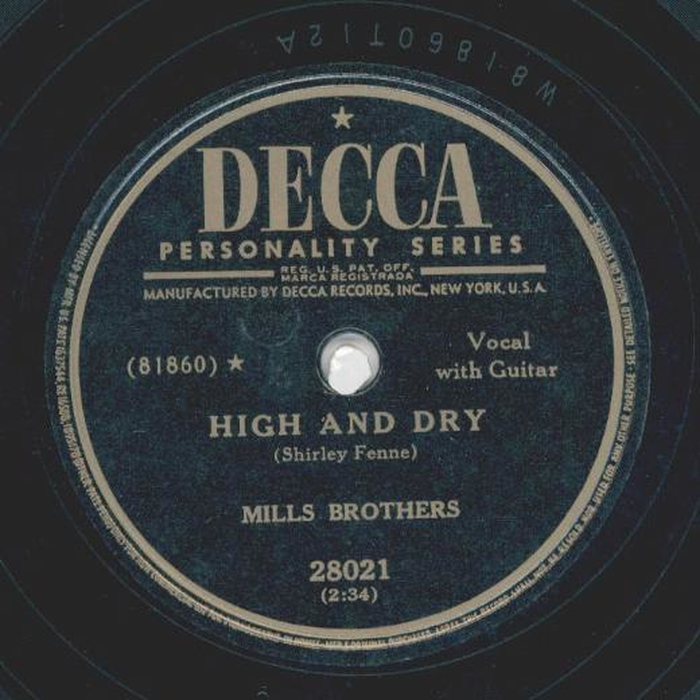 W81860T12A
DECCA
PERSONALITY SERIES
REG. U.S. PAT. OFF.
MARCA REGISTRADA
MANUFACTURED BY DECCA RECORDS, INC., NEW YORK, U.S.A.
(81860) ★
Vocal
with Guitar
HIGH AND DRY
(Shirley Fenne)
MILLS BROTHERS
28021
(2:34)